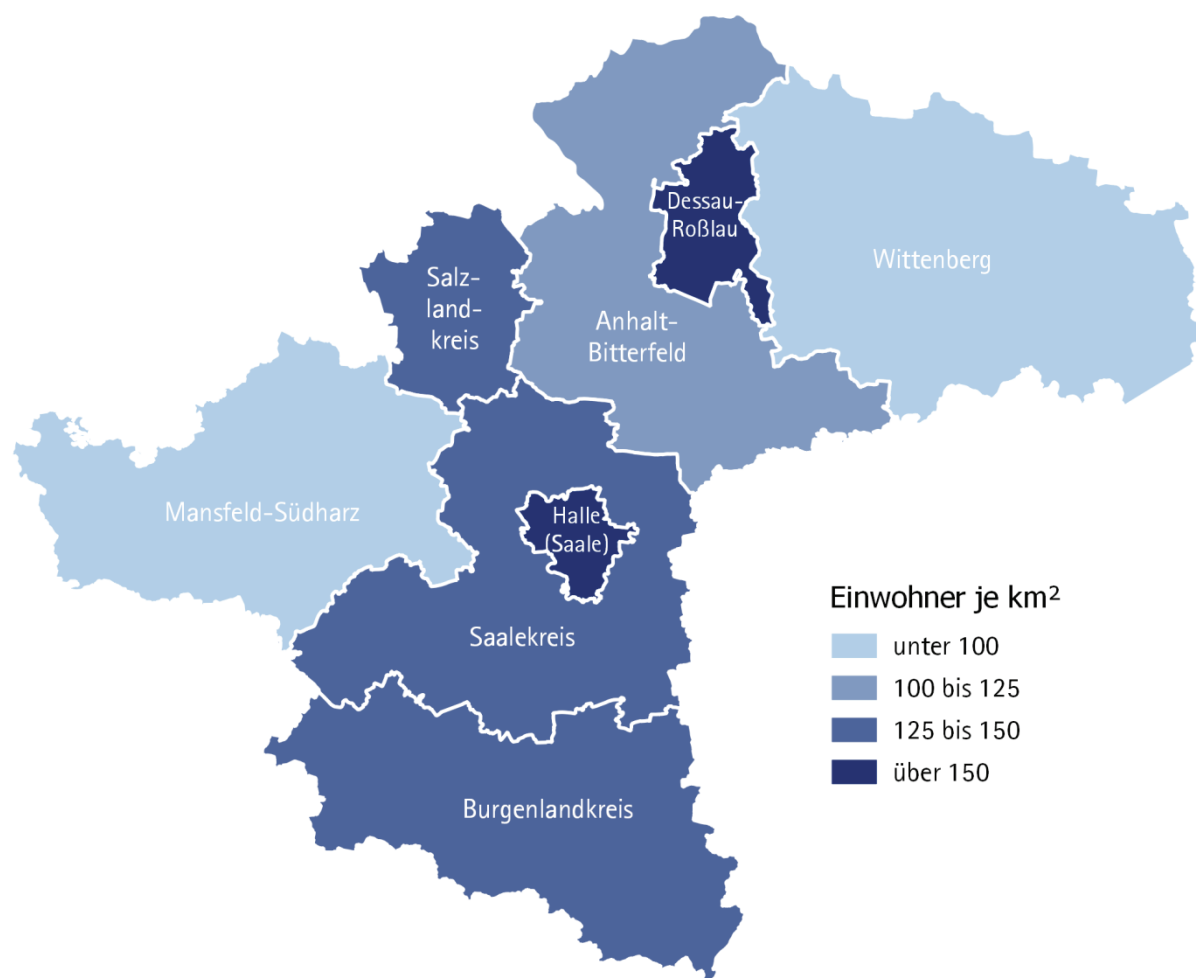 Dessau-
Roßlau
Wittenberg
Salz-
land-
kreis
Anhalt-
Bitterfeld
Mansfeld-Südharz
Halle
(Saale)
Saalekreis
Burgenlandkreis
Einwohner je km²
unter 100
100 bis 125
125 bis 150
über 150